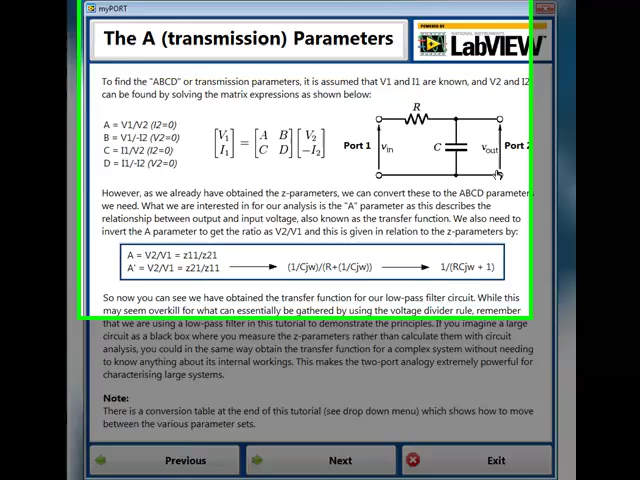 myPORT
The A (transmission) Parameters
POWERED BY
NATIONAL INSTRUMENTS
LabVIEW
To find the "ABCD" or transmission parameters, it is assumed that V1 and I1 are known, and V2 and I2
can be found by solving the matrix expressions as shown below:
A = V1/V2 (I2=0)
B = V1/-I2 (V2=0)
C = I1/V2 (I2=0)
D = I1/-I2 (V2=0)
[V1 I1] = [A B C D] [V2 -I2]
R
Port 1 vin C vout Port 2
However, as we already have obtained the z-parameters, we can convert these to the ABCD parameters
we need. What we are interested in for our analysis is the "A" parameter as this describes the
relationship between output and input voltage, also known as the transfer function. We also need to
invert the A parameter to get the ratio as V2/V1 and this is given in relation to the z-parameters by:
A = V2/V1 = z11/z21
A' = V2/V1 = z21/z11 (1/Cjw)/(R+(1/Cjw)) 1/(RCjw + 1)
So now you can see we have obtained the transfer function for our low-pass filter circuit. While this
may seem overkill for what can essentially be gathered by using the voltage divider rule, remember
that we are using a low-pass filter in this tutorial to demonstrate the principles. If you imagine a large
circuit as a black box where you measure the z-parameters rather than calculate them with circuit
analysis, you could in the same way obtain the transfer function for a complex system without needing
to know anything about its internal workings. This makes the two-port analogy extremely powerful for
characterising large systems.
Note:
There is a conversion table at the end of this tutorial (see drop down menu) which shows how to move
between the various parameter sets.
Previous
Next
Exit